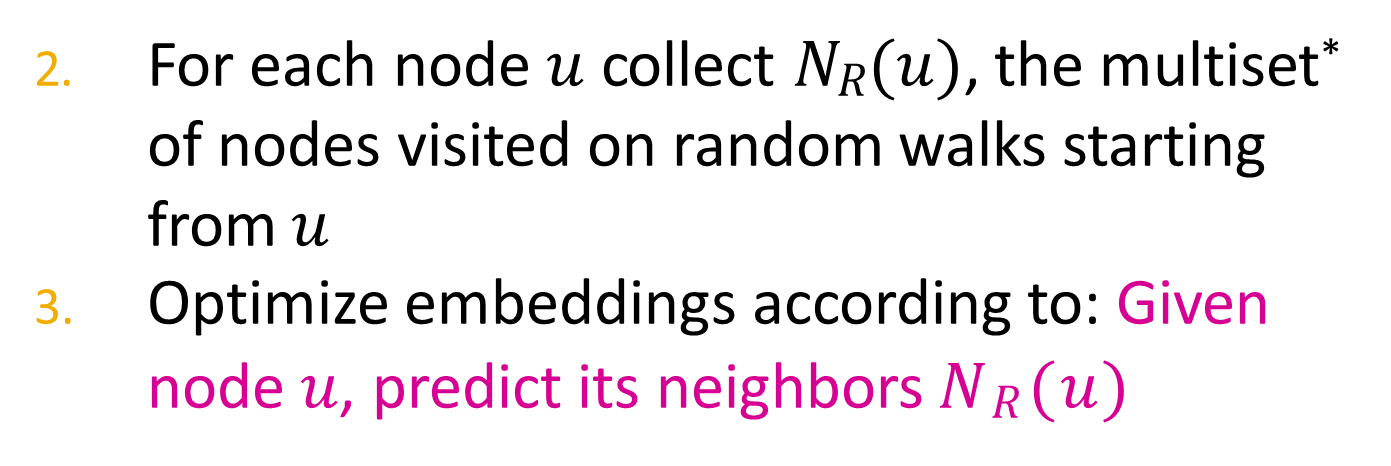 2. For each node 𝑢 collect 𝑁_𝑅(𝑢), the multiset*
of nodes visited on random walks starting
from 𝑢
3. Optimize embeddings according to: Given
node 𝑢, predict its neighbors 𝑁_𝑅(𝑢)